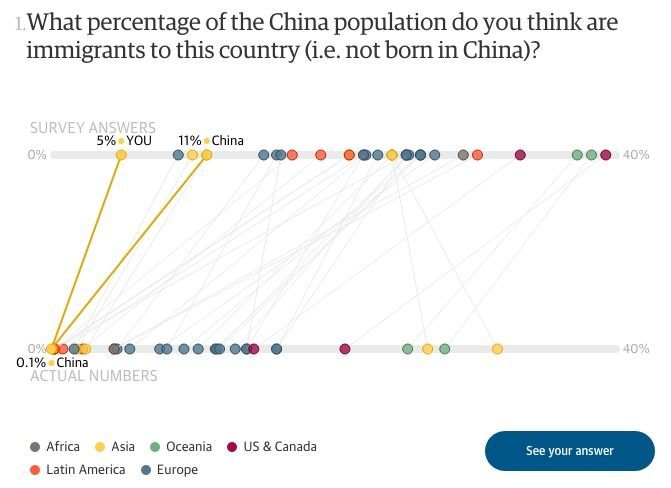 1. What percentage of the China population do you think are
immigrants to this country (i.e. not born in China)?
SURVEY ANSWERS
5% YOU 11% China
0% 40%
0% 40%
0.1% China
ACTUAL NUMBERS
Africa Asia Oceania US & Canada
Latin America Europe
See your answer